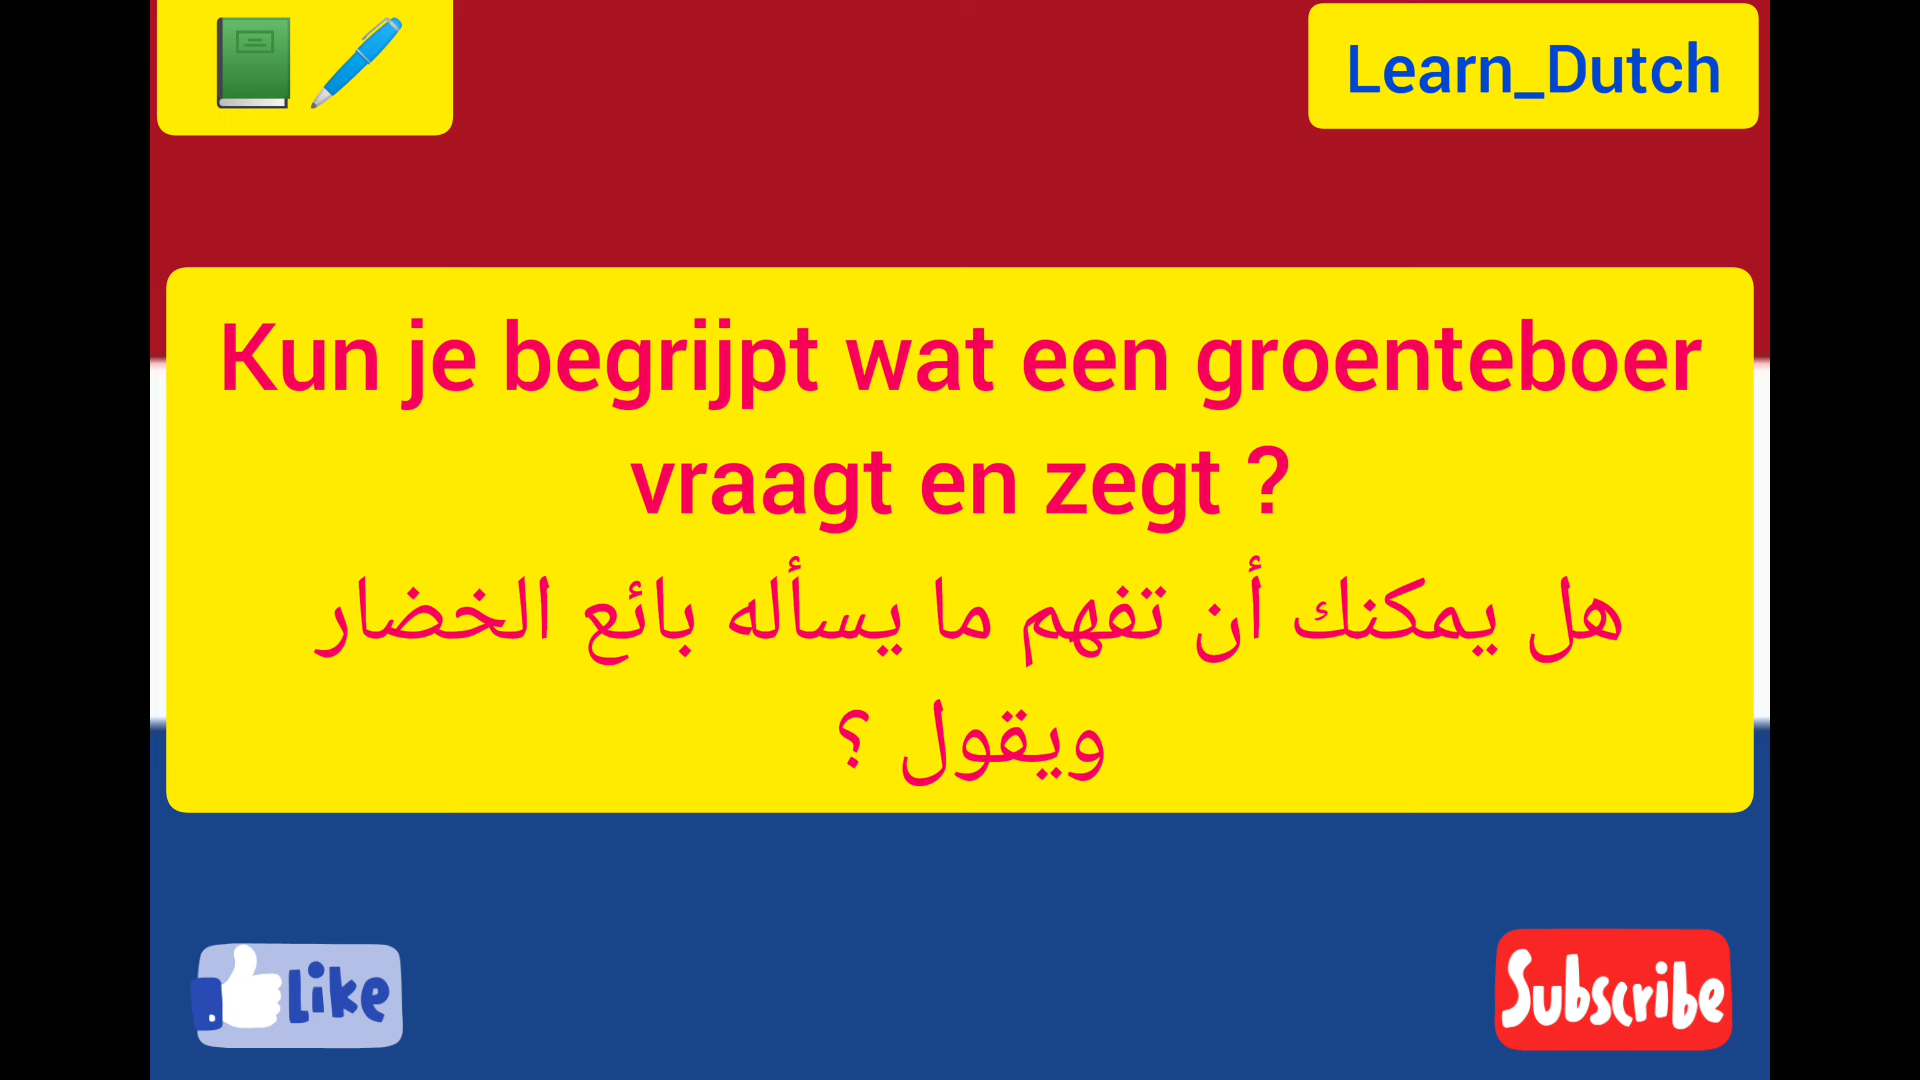 Learn_Dutch
Kun je begrijpt wat een groenteboer
vraagt en zegt ?
هل يمكنك أن تفهم ما يسأله بائع الخضار
ويقول ؟
Like
Subscribe